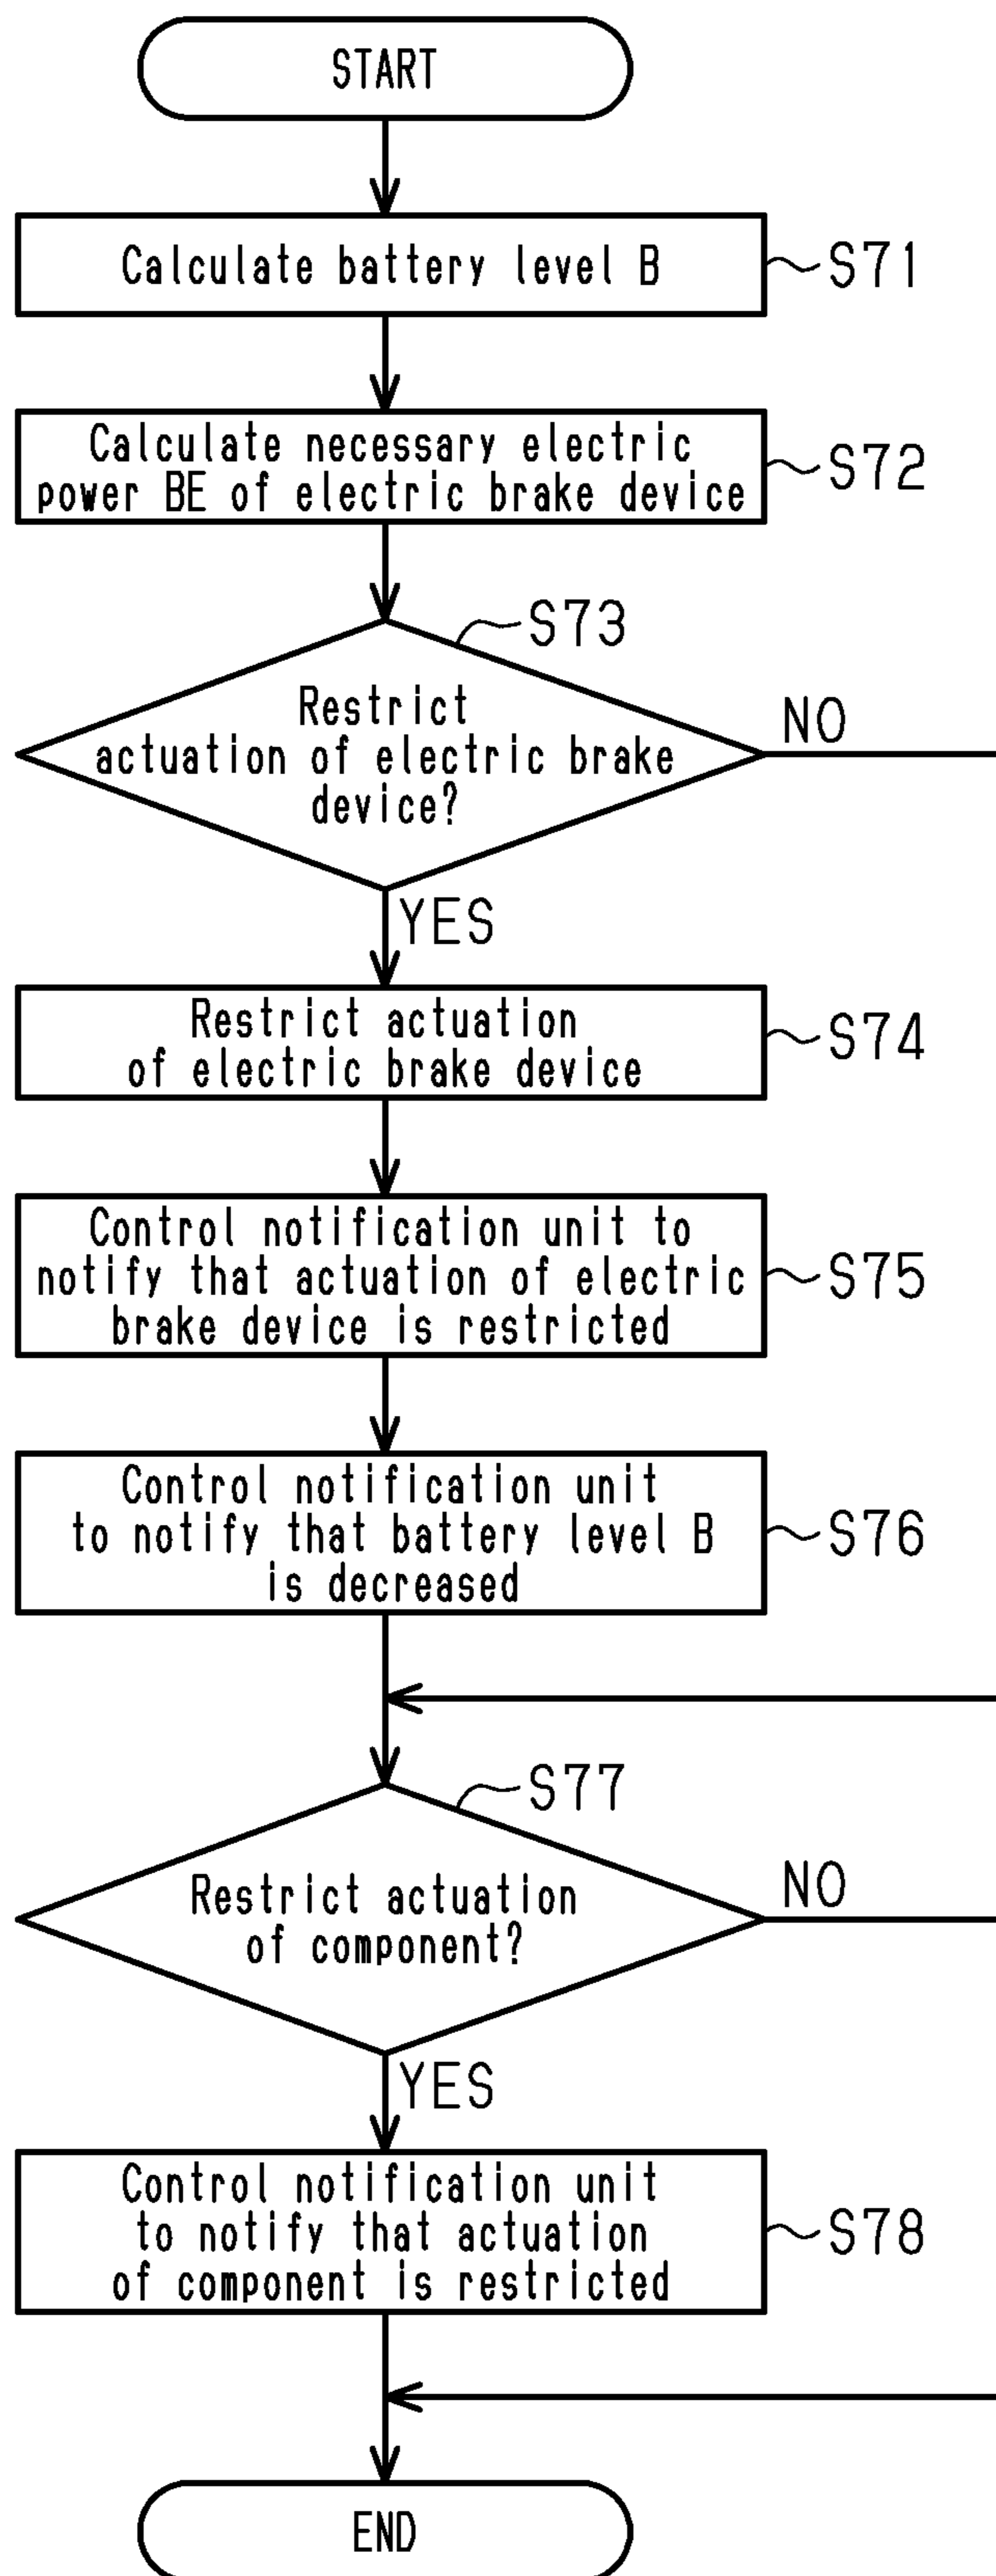 START
Calculate battery level B
S71
Calculate necessary electric
power BE of electric brake device
S72
S73
Restrict
actuation of electric brake
device?
NO
YES
Restrict actuation
of electric brake device
S74
Control notification unit to
notify that actuation of electric
brake device is restricted
S75
Control notification unit
to notify that battery level B
is decreased
S76
S77
Restrict actuation
of component?
NO
YES
Control notification unit
to notify that actuation
of component is restricted
S78
END